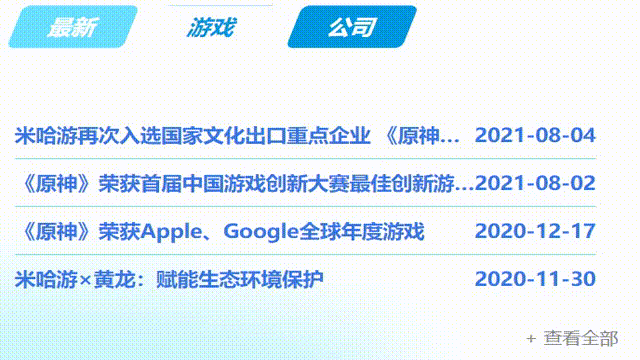 最新 游戏 公司
米哈游再次入选国家文化出口重点企业 《原神... 2021-08-04
《原神》荣获首届中国游戏创新大赛最佳创新游...2021-08-02
《原神》荣获Apple、Google全球年度游戏 2020-12-17
米哈游×黄龙：赋能生态环境保护 2020-11-30
+ 查看全部